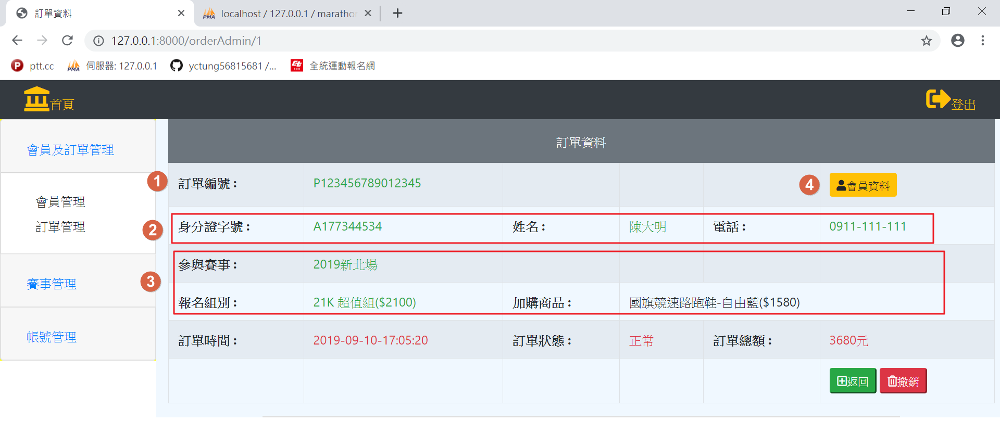 訂單資料
localhost / 127.0.0.1 / marathor
127.0.0.1:8000/orderAdmin/1
ptt.cc
PMA 伺服器: 127.0.0.1
yctung56815681 /...
全統運動報名網
首頁
登出
會員及訂單管理
會員管理
訂單管理
賽事管理
帳號管理
訂單資料
1 訂單編號 : P123456789012345 4 會員資料
2 身分證字號 : A177344534 姓名 : 陳大明 電話 : 0911-111-111
參與賽事 : 2019新北場
3 報名組別 : 21K 超值組($2100) 加購商品 : 國旗競速路跑鞋-自由藍($1580)
訂單時間 : 2019-09-10-17:05:20 訂單狀態 : 正常 訂單總額 : 3680元
返回 撤銷